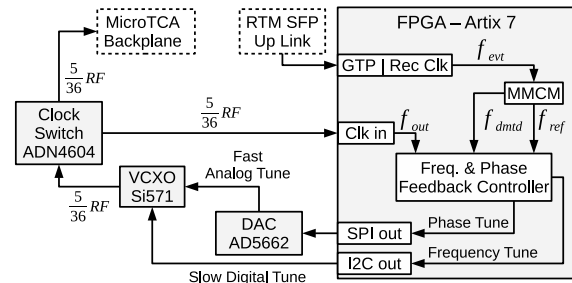 MicroTCA
Backplane
RTM SFP
Up Link
FPGA – Artix 7
GTP | Rec Clk
f_evt
MMCM
5/36 RF
5/36 RF
Clock
Switch
ADN4604
Clk in
f_out
f_dmtd
f_ref
Freq. & Phase
Feedback Controller
Fast
Analog Tune
VCXO
Si571
5/36 RF
DAC
AD5662
SPI out
Phase Tune
Frequency Tune
I2C out
Slow Digital Tune